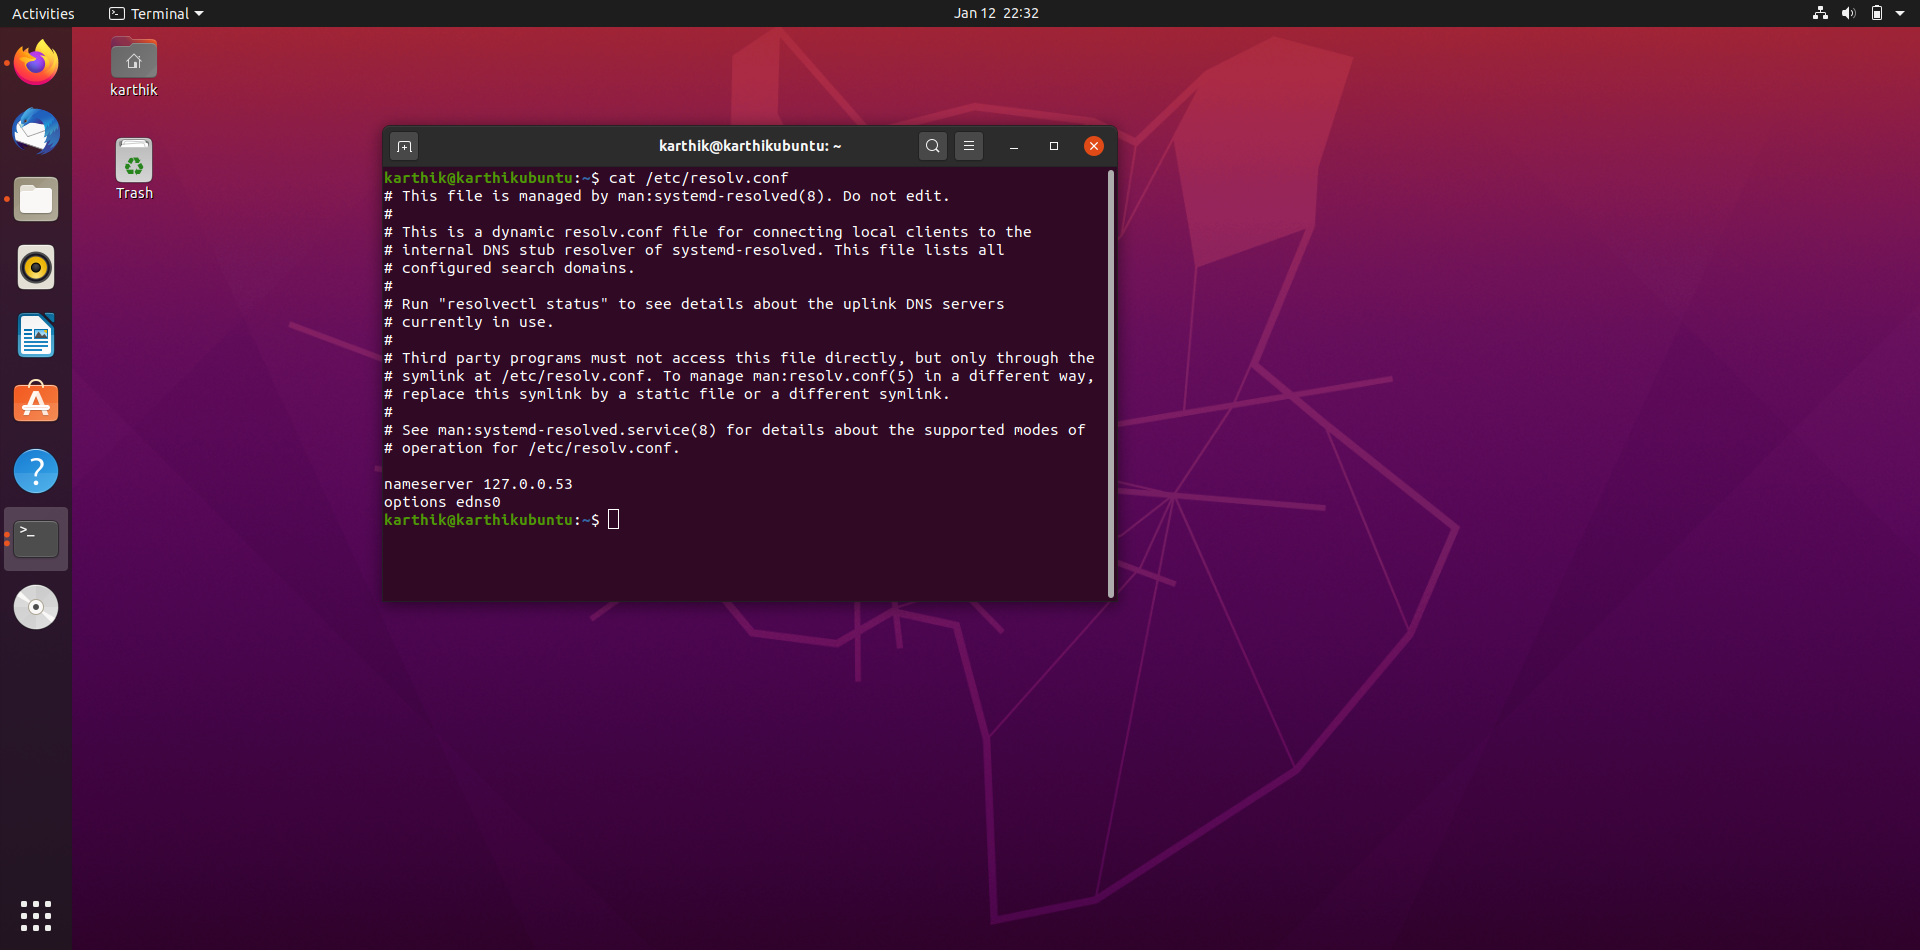 Activities
Terminal
Jan 12 22:32
karthik
Trash
karthik@karthikubuntu: ~
karthik@karthikubuntu:~$ cat /etc/resolv.conf
# This file is managed by man:systemd-resolved(8). Do not edit.
#
# This is a dynamic resolv.conf file for connecting local clients to the
# internal DNS stub resolver of systemd-resolved. This file lists all
# configured search domains.
#
# Run "resolvectl status" to see details about the uplink DNS servers
# currently in use.
#
# Third party programs must not access this file directly, but only through the
# symlink at /etc/resolv.conf. To manage man:resolv.conf(5) in a different way,
# replace this symlink by a static file or a different symlink.
#
# See man:systemd-resolved.service(8) for details about the supported modes of
# operation for /etc/resolv.conf.
nameserver 127.0.0.53
options edns0
karthik@karthikubuntu:~$